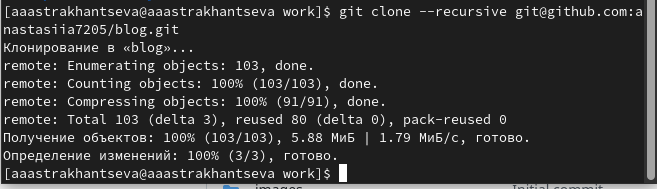 [aaastrakhantseva@aaastrakhantseva work]$ git clone --recursive git@github.com:a
nastasiia7205/blog.git
Клонирование в «blog»...
remote: Enumerating objects: 103, done.
remote: Counting objects: 100% (103/103), done.
remote: Compressing objects: 100% (91/91), done.
remote: Total 103 (delta 3), reused 80 (delta 0), pack-reused 0
Получение объектов: 100% (103/103), 5.88 МиБ | 1.79 МиБ/с, готово.
Определение изменений: 100% (3/3), готово.
[aaastrakhantseva@aaastrakhantseva work]$
images Initial commit